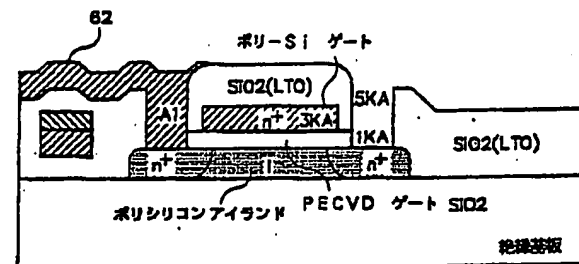 62
ポリーSi ゲート
SiO2(LTO)
Al
n+ 3KA
5KA
1KA
SiO2(LTO)
n+
i
n+
ポリシリコンアイランド
PECVD ゲート SiO2
絶縁基板